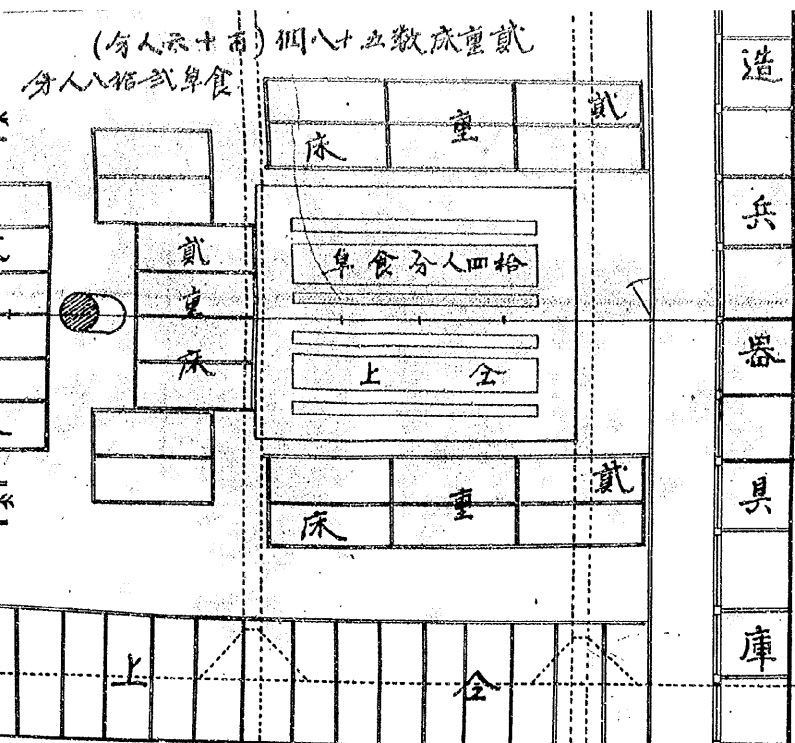 貳重床数五十八個(百十六人分)
食卓弐拾八人分
貳重床
造兵器具庫
拾四人分食卓
貳重床
仝上
貳重床
仝上